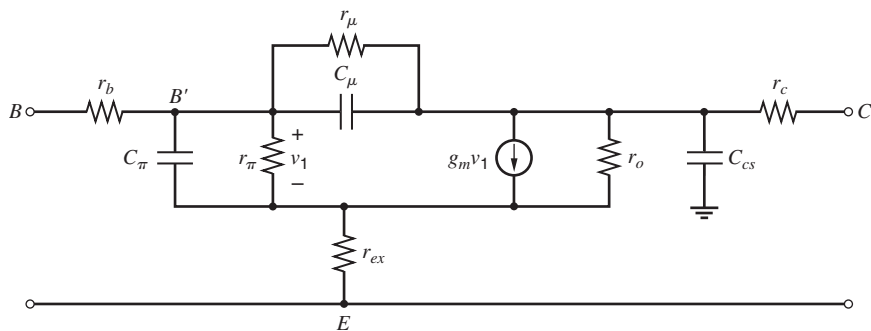 r_μ
C_μ
B
r_b
B′
r_c
C
C_π
r_π
+
v_1
−
g_m v_1
r_o
C_cs
r_ex
E